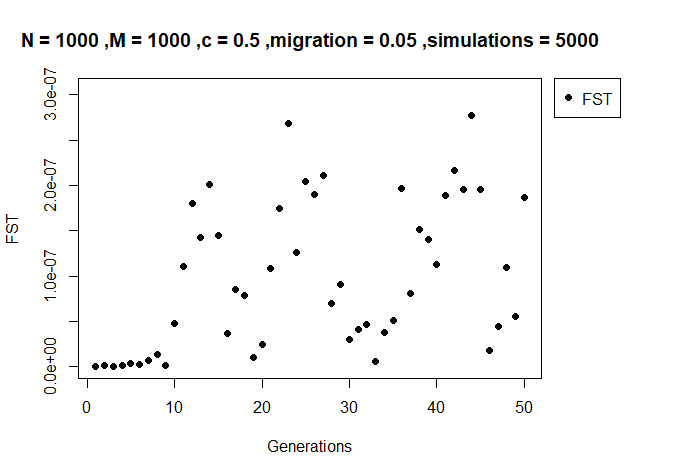 N = 1000 ,M = 1000 ,c = 0.5 ,migration = 0.05 ,simulations = 5000
FST
3.0e-07
2.0e-07
1.0e-07
0.0e+00
FST
0 10 20 30 40 50
Generations